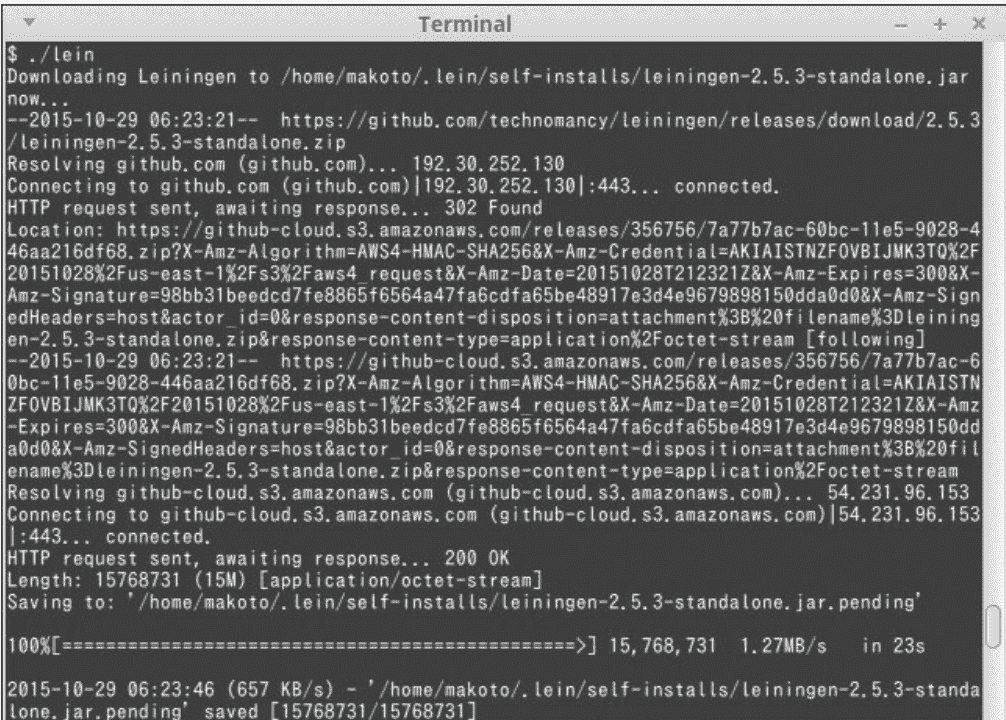 Terminal
$ ./lein
Downloading Leiningen to /home/makoto/.lein/self-installs/leiningen-2.5.3-standalone.jar
now...
--2015-10-29 06:23:21--  https://github.com/technomancy/leiningen/releases/download/2.5.3
/leiningen-2.5.3-standalone.zip
Resolving github.com (github.com)... 192.30.252.130
Connecting to github.com (github.com)|192.30.252.130|:443... connected.
HTTP request sent, awaiting response... 302 Found
Location: https://github-cloud.s3.amazonaws.com/releases/356756/7a77b7ac-60bc-11e5-9028-4
46aa216df68.zip?X-Amz-Algorithm=AWS4-HMAC-SHA256&X-Amz-Credential=AKIAISTNZFOVBIJMK3TQ%2F
20151028%2Fus-east-1%2Fs3%2Faws4_request&X-Amz-Date=20151028T212321Z&X-Amz-Expires=300&X-
Amz-Signature=98bb31beedcd7fe8865f6564a47fa6cdfa65be48917e3d4e9679898150dda0d0&X-Amz-Sign
edHeaders=host&actor_id=0&response-content-disposition=attachment%3B%20filename%3Dleining
en-2.5.3-standalone.zip&response-content-type=application%2Foctet-stream [following]
--2015-10-29 06:23:21--  https://github-cloud.s3.amazonaws.com/releases/356756/7a77b7ac-6
0bc-11e5-9028-446aa216df68.zip?X-Amz-Algorithm=AWS4-HMAC-SHA256&X-Amz-Credential=AKIAISTN
ZFOVBIJMK3TQ%2F20151028%2Fus-east-1%2Fs3%2Faws4_request&X-Amz-Date=20151028T212321Z&X-Amz
-Expires=300&X-Amz-Signature=98bb31beedcd7fe8865f6564a47fa6cdfa65be48917e3d4e9679898150dd
a0d0&X-Amz-SignedHeaders=host&actor_id=0&response-content-disposition=attachment%3B%20fil
ename%3Dleiningen-2.5.3-standalone.zip&response-content-type=application%2Foctet-stream
Resolving github-cloud.s3.amazonaws.com (github-cloud.s3.amazonaws.com)... 54.231.96.153
Connecting to github-cloud.s3.amazonaws.com (github-cloud.s3.amazonaws.com)|54.231.96.153
|:443... connected.
HTTP request sent, awaiting response... 200 OK
Length: 15768731 (15M) [application/octet-stream]
Saving to: '/home/makoto/.lein/self-installs/leiningen-2.5.3-standalone.jar.pending'
100%[==============================================>] 15,768,731  1.27MB/s   in 23s
2015-10-29 06:23:46 (657 KB/s) - '/home/makoto/.lein/self-installs/leiningen-2.5.3-standa
lone.jar.pending' saved [15768731/15768731]